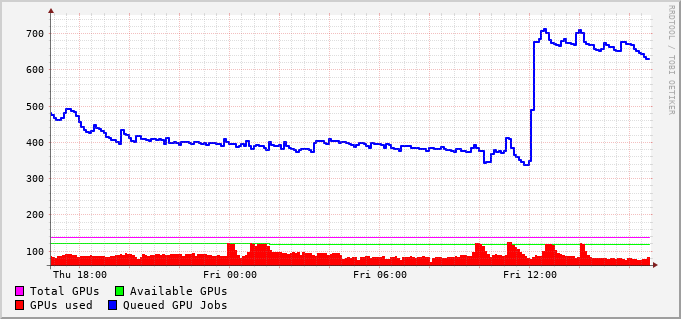 700
600
500
400
300
200
100
Thu 18:00 Fri 00:00 Fri 06:00 Fri 12:00
Total GPUs Available GPUs
GPUs used Queued GPU Jobs
RRDTOOL / TOBI OETIKER